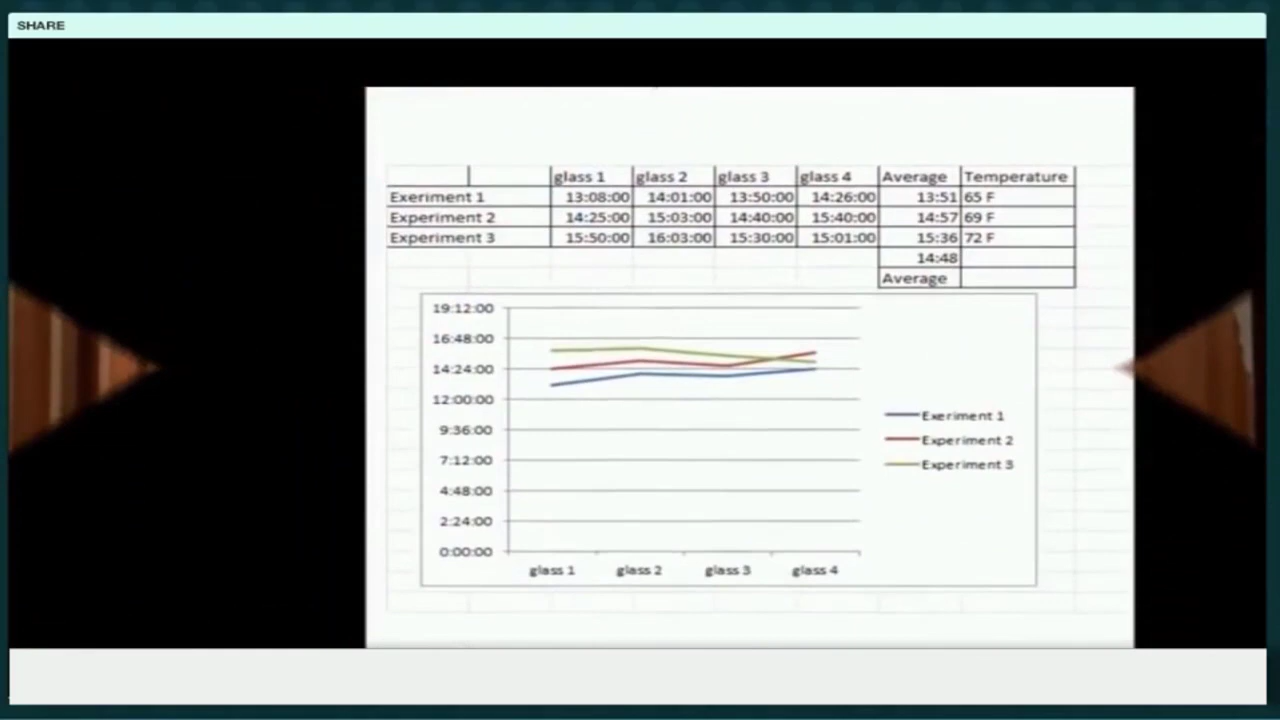 SHARE
glass 1 glass 2 glass 3 glass 4 Average Temperature
Exeriment 1 13:08:00 14:01:00 13:50:00 14:26:00 13:51 65 F
Experiment 2 14:25:00 15:03:00 14:40:00 15:40:00 14:57 69 F
Experiment 3 15:50:00 16:03:00 15:30:00 15:01:00 15:36 72 F
14:48
Average
19:12:00
16:48:00
14:24:00
12:00:00
9:36:00
7:12:00
4:48:00
2:24:00
0:00:00
glass 1 glass 2 glass 3 glass 4
Exeriment 1
Experiment 2
Experiment 3